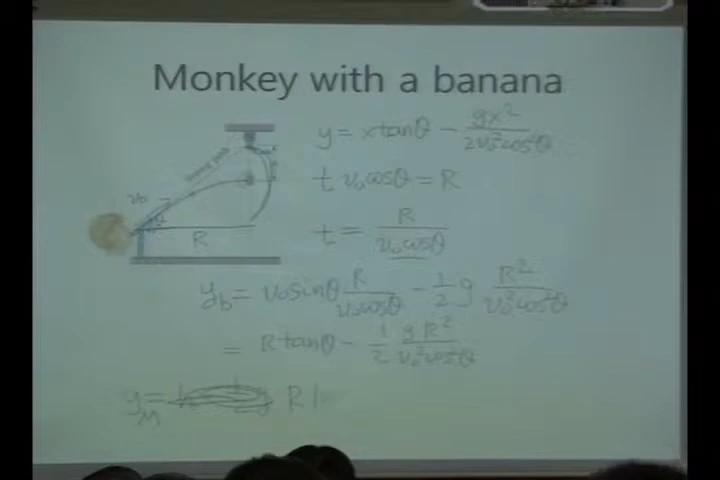 Monkey with a banana
y = x tanθ − gx² / 2v₀²cos²θ
t v₀cosθ = R
t = R / v₀cosθ
R
y_b = v₀sinθ R / v₀cosθ − 1/2 g R² / v₀²cos²θ
= R tanθ − 1/2 gR² / v₀²cos²θ
y_M = R